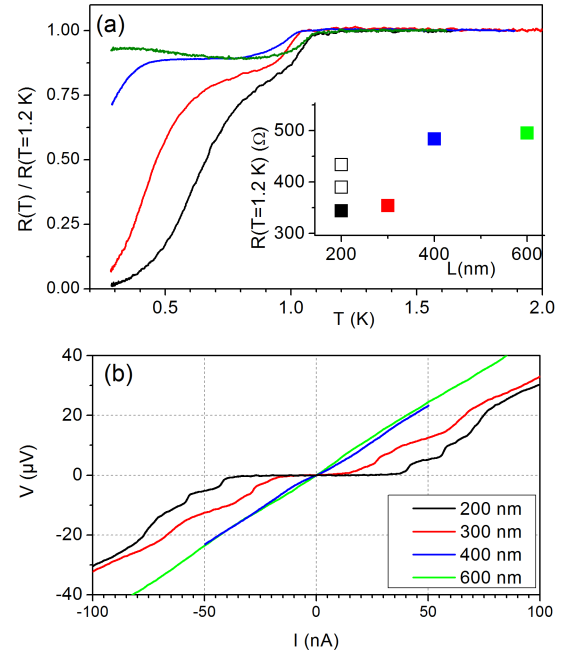 (a)
R(T) / R(T=1.2 K)
1.00
0.75
0.50
0.25
0.00
0.5
1.0
1.5
2.0
T (K)
R(T=1.2 K) (Ω)
500
400
300
200
400
600
L(nm)
(b)
V (µV)
40
20
0
-20
-40
-100
-50
0
50
100
I (nA)
200 nm
300 nm
400 nm
600 nm